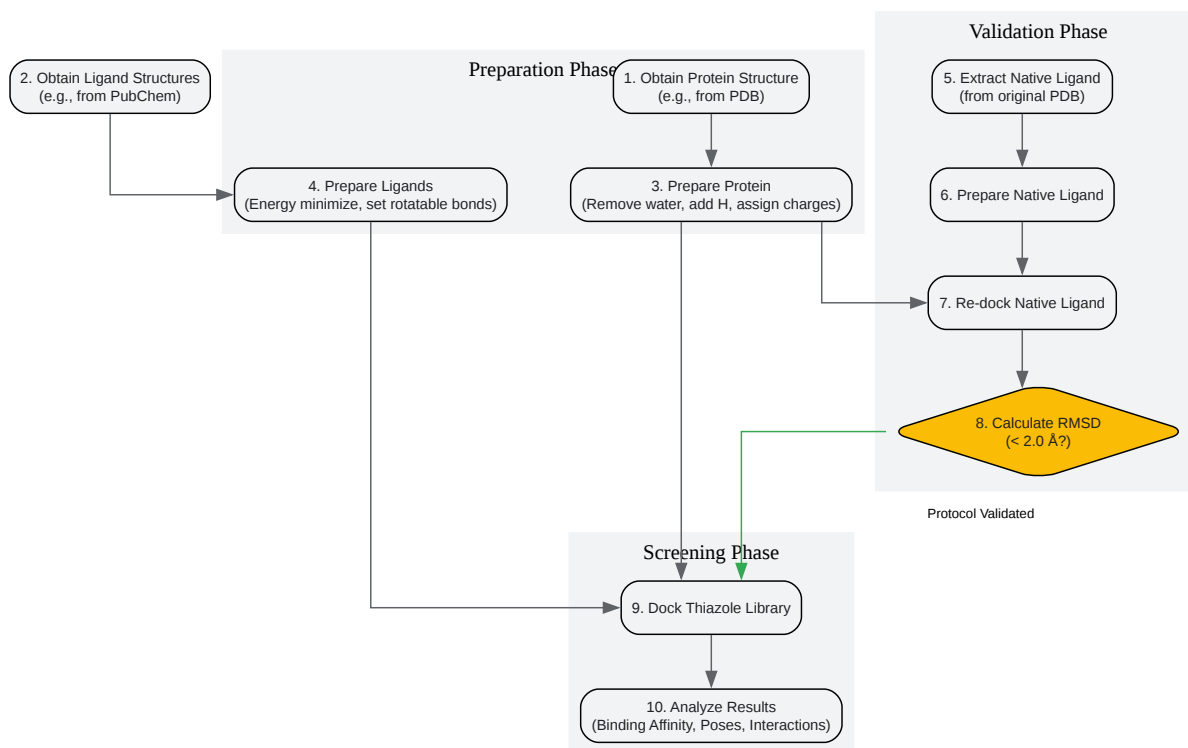 Validation Phase
Preparation Phase
2. Obtain Ligand Structures
(e.g., from PubChem)
1. Obtain Protein Structure
(e.g., from PDB)
5. Extract Native Ligand
(from original PDB)
4. Prepare Ligands
(Energy minimize, set rotatable bonds)
3. Prepare Protein
(Remove water, add H, assign charges)
6. Prepare Native Ligand
7. Re-dock Native Ligand
8. Calculate RMSD
(< 2.0 Å?)
Protocol Validated
Screening Phase
9. Dock Thiazole Library
10. Analyze Results
(Binding Affinity, Poses, Interactions)